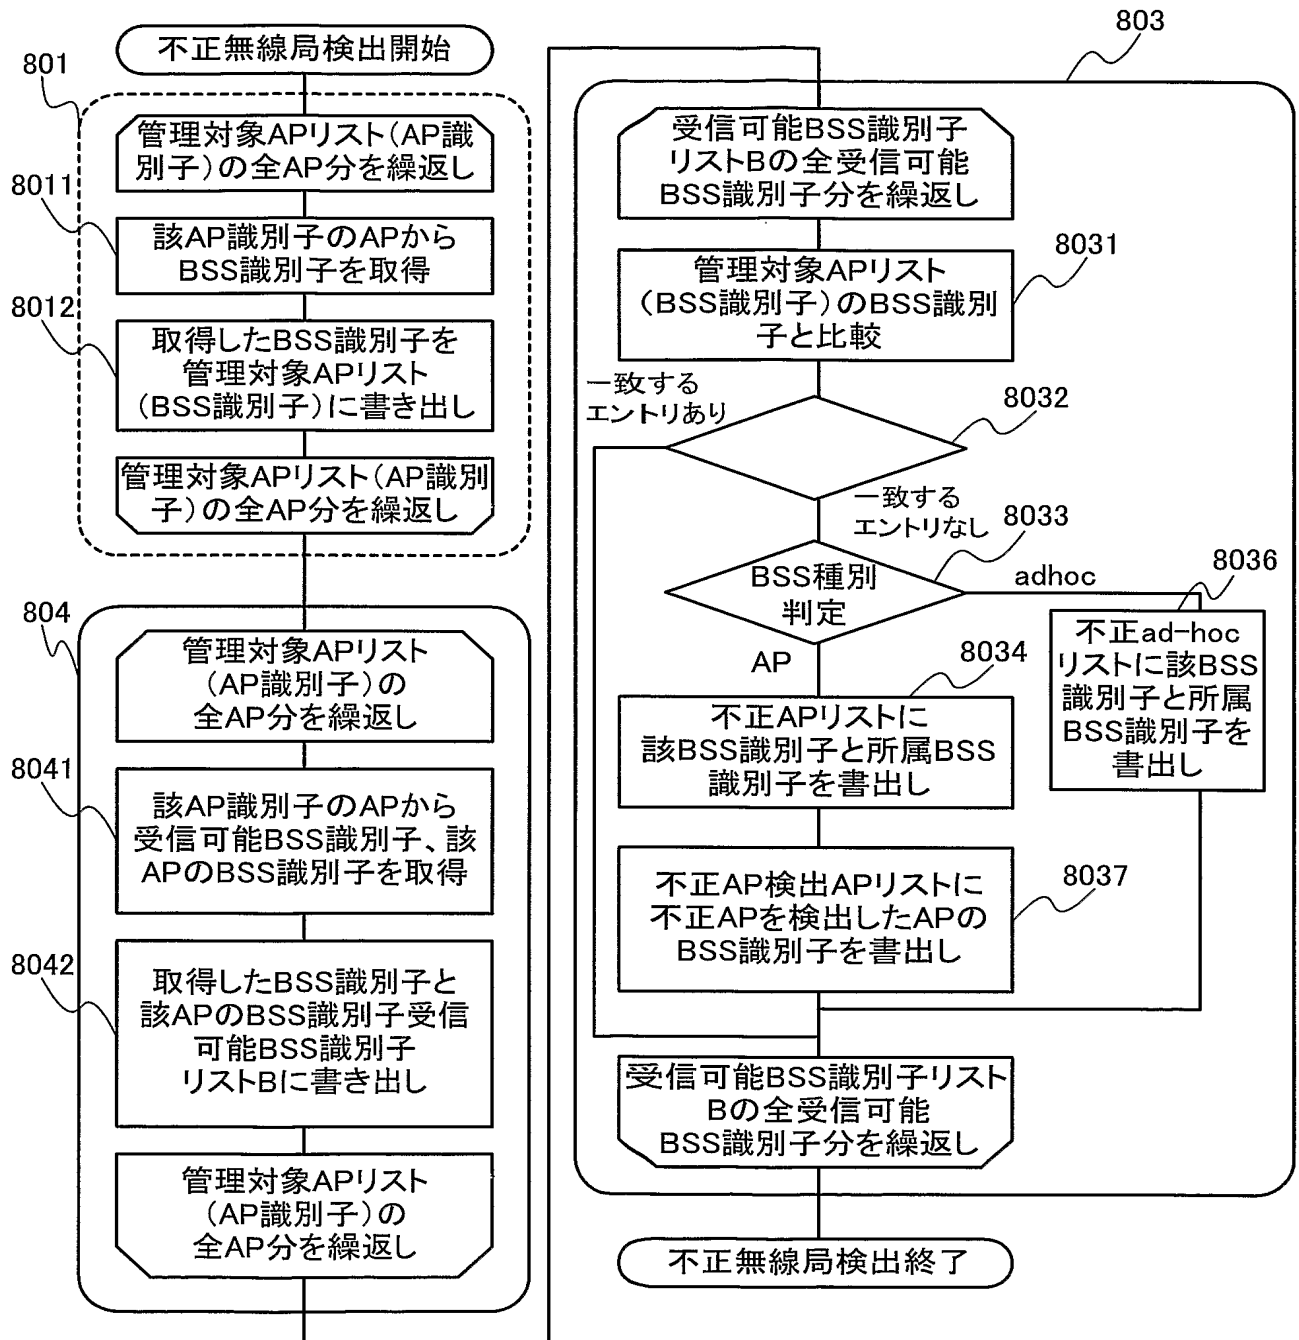 不正無線局検出開始
801
管理対象APリスト(AP識
別子)の全AP分を繰返し
8011
該AP識別子のAPから
BSS識別子を取得
8012
取得したBSS識別子を
管理対象APリスト
(BSS識別子)に書き出し
管理対象APリスト(AP識別
子)の全AP分を繰返し
804
管理対象APリスト
(AP識別子)の
全AP分を繰返し
8041
該AP識別子のAPから
受信可能BSS識別子、該
APのBSS識別子を取得
8042
取得したBSS識別子と
該APのBSS識別子受信
可能BSS識別子
リストBに書き出し
管理対象APリスト
(AP識別子)の
全AP分を繰返し
803
受信可能BSS識別子
リストBの全受信可能
BSS識別子分を繰返し
8031
管理対象APリスト
(BSS識別子)のBSS識別
子と比較
一致する
エントリあり
8032
一致する
エントリなし
8033
BSS種別
判定
adhoc
8036
不正ad-hoc
リストに該BSS
識別子と所属
BSS識別子を
書出し
AP
8034
不正APリストに
該BSS識別子と所属BSS
識別子を書出し
8037
不正AP検出APリストに
不正APを検出したAPの
BSS識別子を書出し
受信可能BSS識別子リスト
Bの全受信可能
BSS識別子分を繰返し
不正無線局検出終了